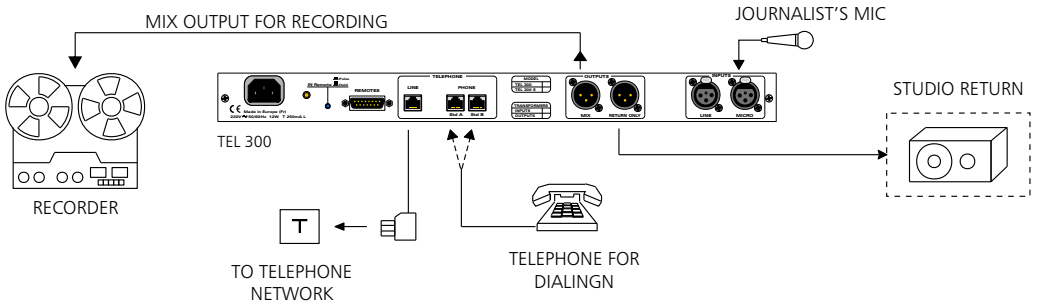 MIX OUTPUT FOR RECORDING
JOURNALIST'S MIC
TELEPHONE
LINE
PHONE
Std A
Std B
REMOTES
MODEL
TEL 300
TRANSFORMERS
INPUTS
OUTPUTS
OUTPUTS
MIX
RETURN ONLY
INPUTS
LINE
MICRO
Made in Bareuil (Fr)
TEL 300
STUDIO RETURN
RECORDER
T
TO TELEPHONE
NETWORK
TELEPHONE FOR
DIALINGN